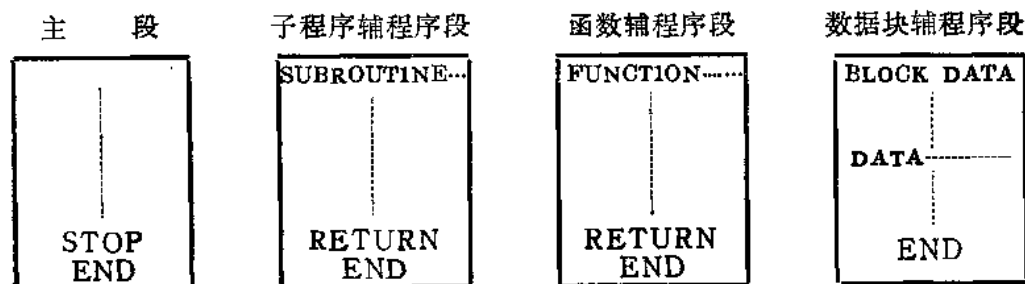 主 段
SUBROUTINE…
子程序辅程序段
函数辅程序段
数据块辅程序段
STOP
END
SUBROUTINE…
RETURN
END
FUNCTION……
RETURN
END
BLOCK DATA
DATA
END